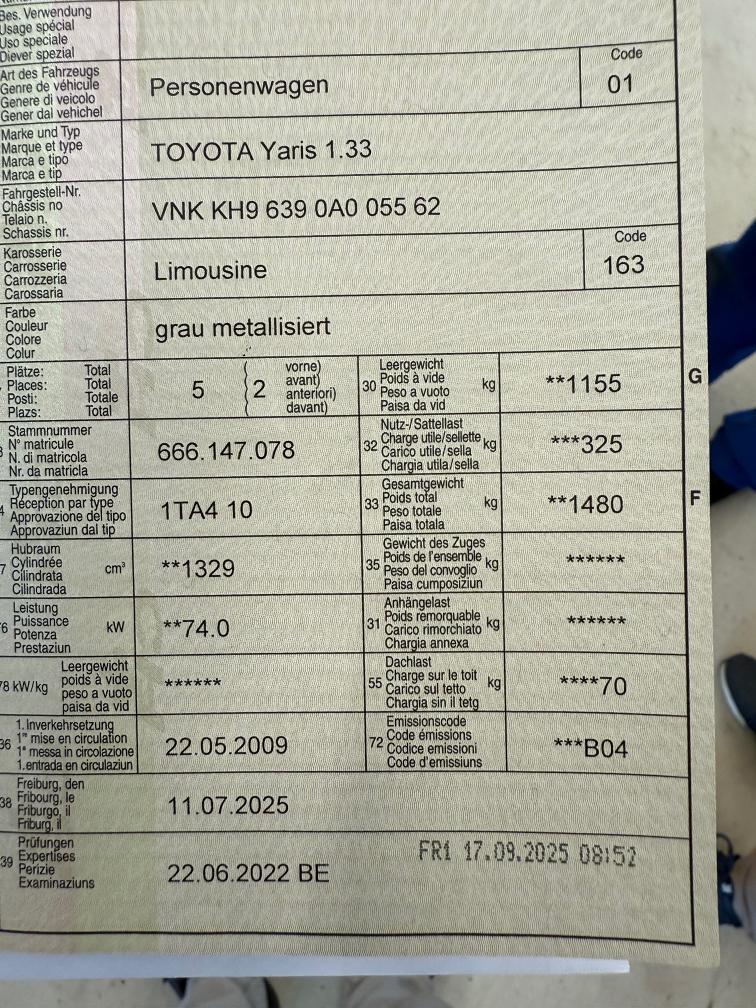 Bes. Verwendung
Usage spécial
Uso speciale
Diever spezial
Art des Fahrzeugs
Genre de véhicule
Genere di veicolo
Gener dal vehichel
Personenwagen
Code
01
Marke und Typ
Marque et type
Marca e tipo
Marca e tip
TOYOTA Yaris 1.33
Fahrgestell-Nr.
Châssis no
Telaio n.
Schassis nr.
VNK KH9 639 0A0 055 62
Karosserie
Carrosserie
Carrozzeria
Carossaria
Limousine
Code
163
Farbe
Couleur
Colore
Colur
grau metallisiert
Plätze: Total
Places: Total
Posti: Totale
Plazs: Total
5
( 2
vorne)
avant)
anteriori)
davant)
30
Leergewicht
Poids à vide
Peso a vuoto
Paisa da vid
kg
**1155
G
Stammnummer
N° matricule
N. di matricola
Nr. da matricla
666.147.078
32
Nutz-/Sattellast
Charge utile/sellette
Carico utile/sella
Chargia utila/sella
kg
***325
Typengenehmigung
Réception par type
Approvazione del tipo
Approvaziun dal tip
1TA4 10
33
Gesamtgewicht
Poids total
Peso totale
Paisa totala
kg
**1480
F
Hubraum
Cylindrée
Cilindrata
Cilindrada
cm³
**1329
35
Gewicht des Zuges
Poids de l'ensemble
Peso del convoglio
Paisa cumposiziun
kg
******
Leistung
Puissance
Potenza
Prestaziun
kW
**74.0
31
Anhängelast
Poids remorquable
Carico rimorchiato
Chargia annexa
kg
******
78 kW/kg
Leergewicht
poids à vide
peso a vuoto
paisa da vid
******
55
Dachlast
Charge sur le toit
Carico sul tetto
Chargia sin il tetg
kg
****70
36
1. Inverkehrsetzung
1re mise en circulation
1a messa in circolazione
1. entrada en circulaziun
22.05.2009
72
Emissionscode
Code émissions
Codice emissioni
Code d'emissiuns
***B04
38
Freiburg, den
Fribourg, le
Friburgo, il
Friburg, il
11.07.2025
39
Prüfungen
Expertises
Perizie
Examinaziuns
22.06.2022 BE
FR1 17.09.2025 08:52